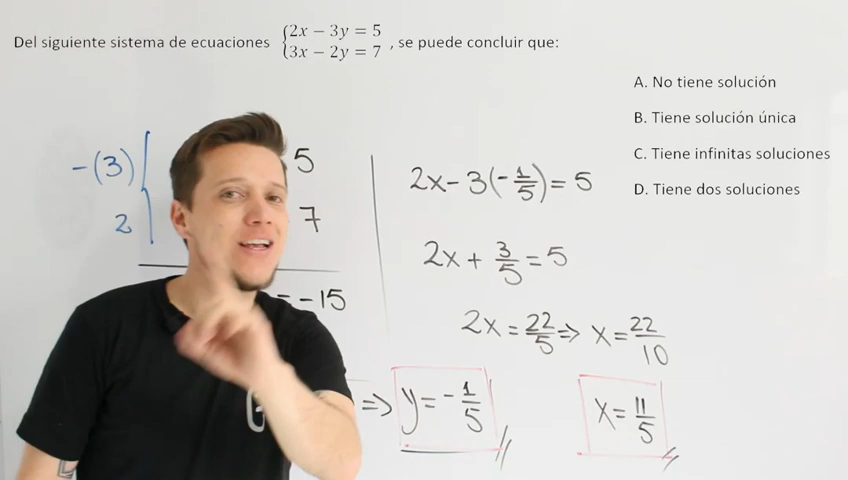 Del siguiente sistema de ecuaciones { 2x − 3y = 5
3x − 2y = 7 , se puede concluir que:
A. No tiene solución
B. Tiene solución única
C. Tiene infinitas soluciones
D. Tiene dos soluciones
-(3) 5
2 7
= -15
2x - 3(-1/5) = 5
2x + 3/5 = 5
2x = 22/5 ⇒ x = 22/10
⇒ y = -1/5
x = 11/5